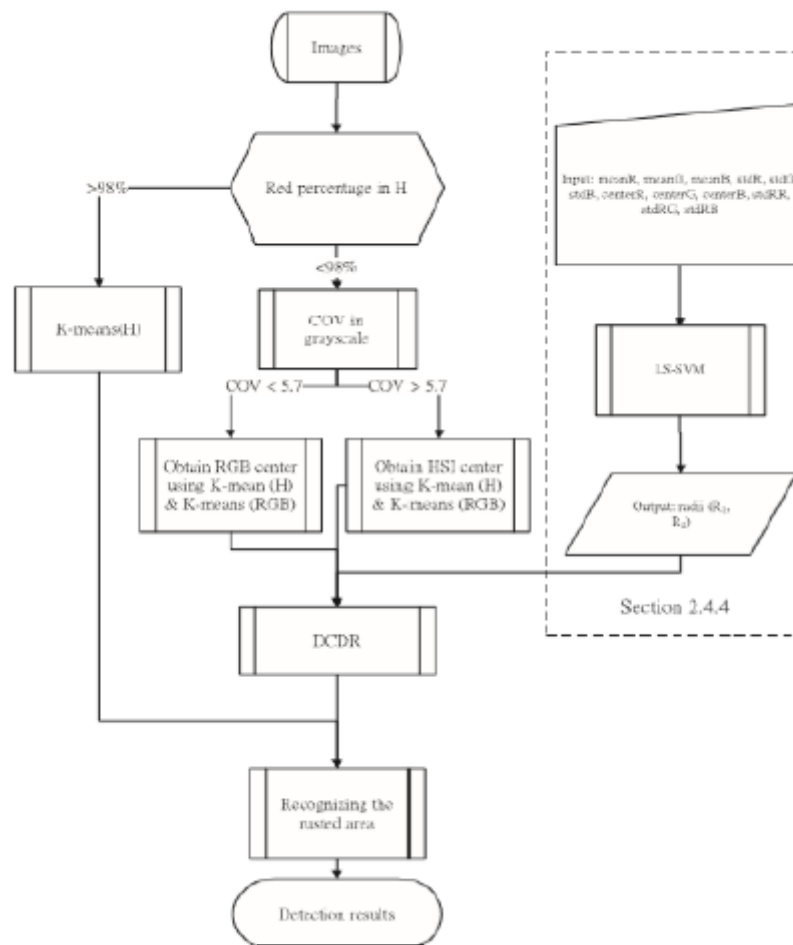 Images
Red percentage in H
>98%
<98%
K-means(H)
COV in
grayscale
COV < 5.7
COV > 5.7
Obtain RGB center
using K-mean (H)
& K-means (RGB)
Obtain HSI center
using K-mean (H)
& K-means (RGB)
DCDR
Recognizing the
rusted area
Detection results
Input: meanR, meanG, meanB, stdR, stdG
stdB, centerR, centerG, centerB, stdRR,
stdRG, stdRB
LS-SVM
Output: radii (R₁,
R₂)
Section 2.4.4